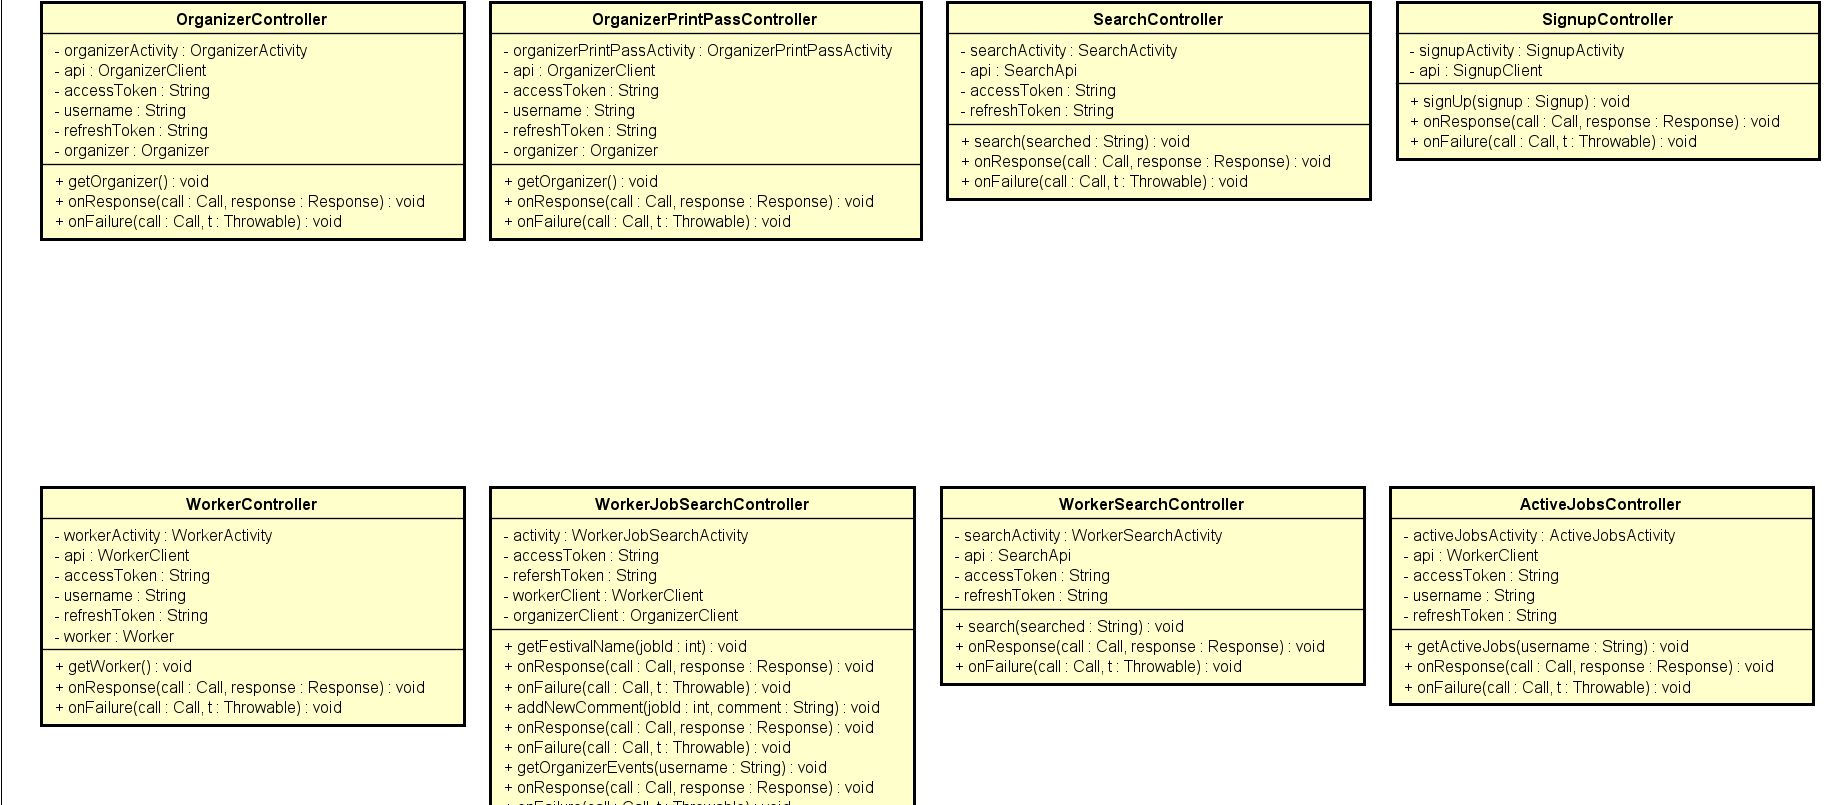 OrganizerController
- organizerActivity : OrganizerActivity
- api : OrganizerClient
- accessToken : String
- username : String
- refreshToken : String
- organizer : Organizer
+ getOrganizer() : void
+ onResponse(call : Call, response : Response) : void
+ onFailure(call : Call, t : Throwable) : void
OrganizerPrintPassController
- organizerPrintPassActivity : OrganizerPrintPassActivity
- api : OrganizerClient
- accessToken : String
- username : String
- refreshToken : String
- organizer : Organizer
+ getOrganizer() : void
+ onResponse(call : Call, response : Response) : void
+ onFailure(call : Call, t : Throwable) : void
SearchController
- searchActivity : SearchActivity
- api : SearchApi
- accessToken : String
- refreshToken : String
+ search(searched : String) : void
+ onResponse(call : Call, response : Response) : void
+ onFailure(call : Call, t : Throwable) : void
SignupController
- signupActivity : SignupActivity
- api : SignupClient
+ signUp(signup : Signup) : void
+ onResponse(call : Call, response : Response) : void
+ onFailure(call : Call, t : Throwable) : void
WorkerController
- workerActivity : WorkerActivity
- api : WorkerClient
- accessToken : String
- username : String
- refreshToken : String
- worker : Worker
+ getWorker() : void
+ onResponse(call : Call, response : Response) : void
+ onFailure(call : Call, t : Throwable) : void
WorkerJobSearchController
- activity : WorkerJobSearchActivity
- accessToken : String
- refershToken : String
- workerClient : WorkerClient
- organizerClient : OrganizerClient
+ getFestivalName(jobId : int) : void
+ onResponse(call : Call, response : Response) : void
+ onFailure(call : Call, t : Throwable) : void
+ addNewComment(jobId : int, comment : String) : void
+ onResponse(call : Call, response : Response) : void
+ onFailure(call : Call, t : Throwable) : void
+ getOrganizerEvents(username : String) : void
+ onResponse(call : Call, response : Response) : void
WorkerSearchController
- searchActivity : WorkerSearchActivity
- api : SearchApi
- accessToken : String
- refreshToken : String
+ search(searched : String) : void
+ onResponse(call : Call, response : Response) : void
+ onFailure(call : Call, t : Throwable) : void
ActiveJobsController
- activeJobsActivity : ActiveJobsActivity
- api : WorkerClient
- accessToken : String
- username : String
- refreshToken : String
+ getActiveJobs(username : String) : void
+ onResponse(call : Call, response : Response) : void
+ onFailure(call : Call, t : Throwable) : void